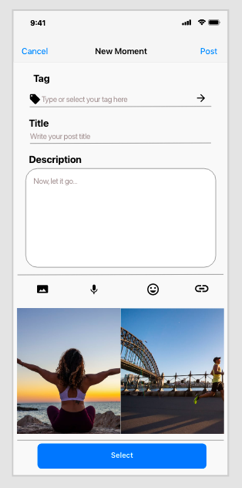 9:41
Cancel New Moment Post
Tag
Type or select your tag here
Title
Write your post title
Description
Now, let it go...
Select